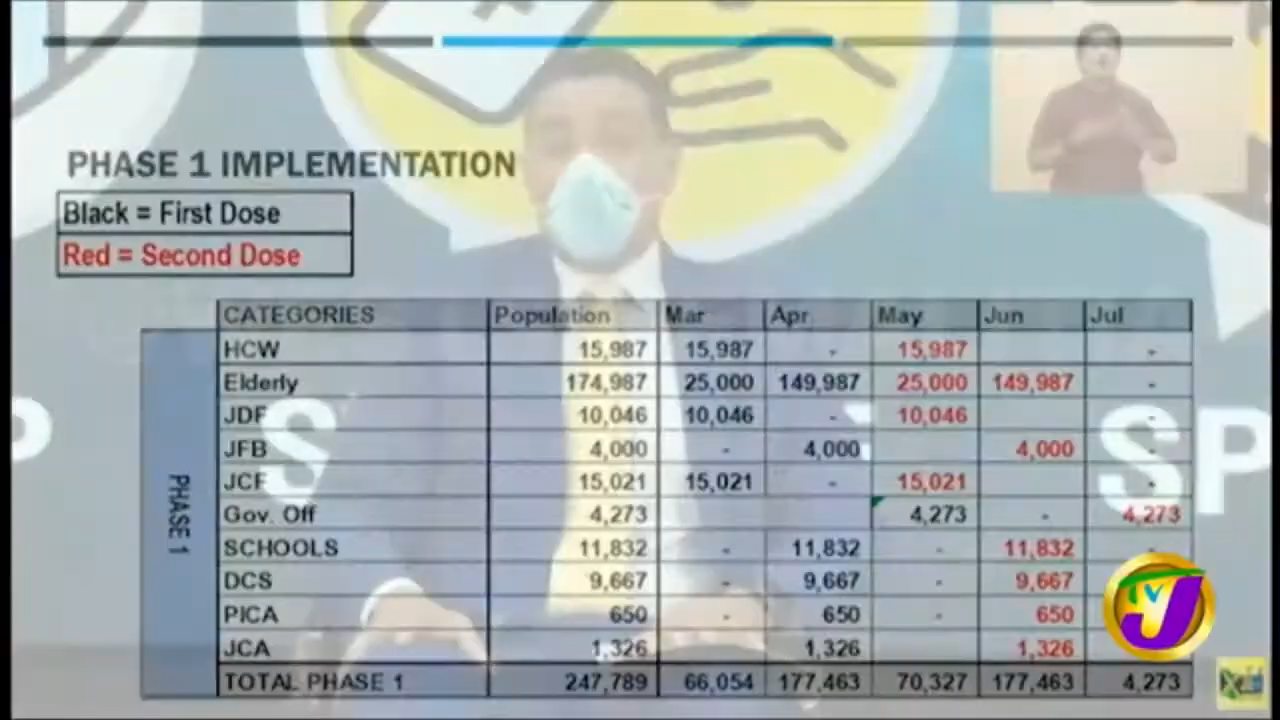 PHASE 1 IMPLEMENTATION
Black = First Dose
Red = Second Dose
CATEGORIES Population Mar Apr May Jun Jul
HCW 15,987 15,987 - 15,987 -
Elderly 174,987 25,000 149,987 25,000 149,987 -
JDF 10,046 10,046 - 10,046 -
JFB 4,000 - 4,000 4,000 -
JCF 15,021 15,021 - 15,021 -
Gov. Off 4,273 4,273 - 4,273
SCHOOLS 11,832 - 11,832 - 11,832 -
DCS 9,667 - 9,667 - 9,667
PICA 650 - 650 - 650
JCA 1,326 1,326 1,326
TOTAL PHASE 1 247,789 66,054 177,463 70,327 177,463 4,273
PHASE 1
P
S
SP
TVJ